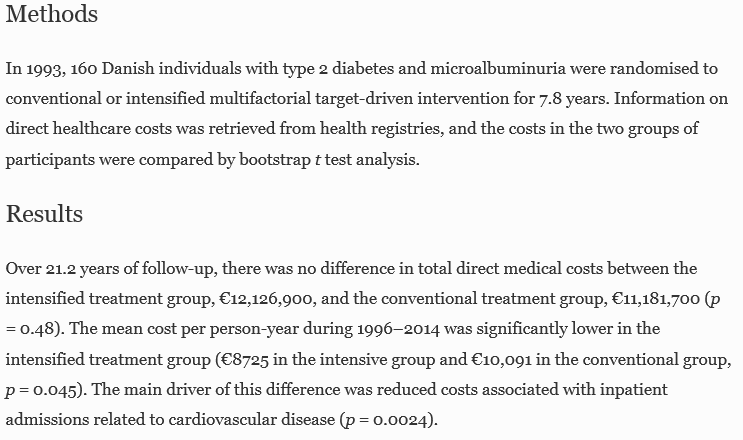 Methods
In 1993, 160 Danish individuals with type 2 diabetes and microalbuminuria were randomised to
conventional or intensified multifactorial target-driven intervention for 7.8 years. Information on
direct healthcare costs was retrieved from health registries, and the costs in the two groups of
participants were compared by bootstrap t test analysis.
Results
Over 21.2 years of follow-up, there was no difference in total direct medical costs between the
intensified treatment group, €12,126,900, and the conventional treatment group, €11,181,700 (p
= 0.48). The mean cost per person-year during 1996–2014 was significantly lower in the
intensified treatment group (€8725 in the intensive group and €10,091 in the conventional group,
p = 0.045). The main driver of this difference was reduced costs associated with inpatient
admissions related to cardiovascular disease (p = 0.0024).